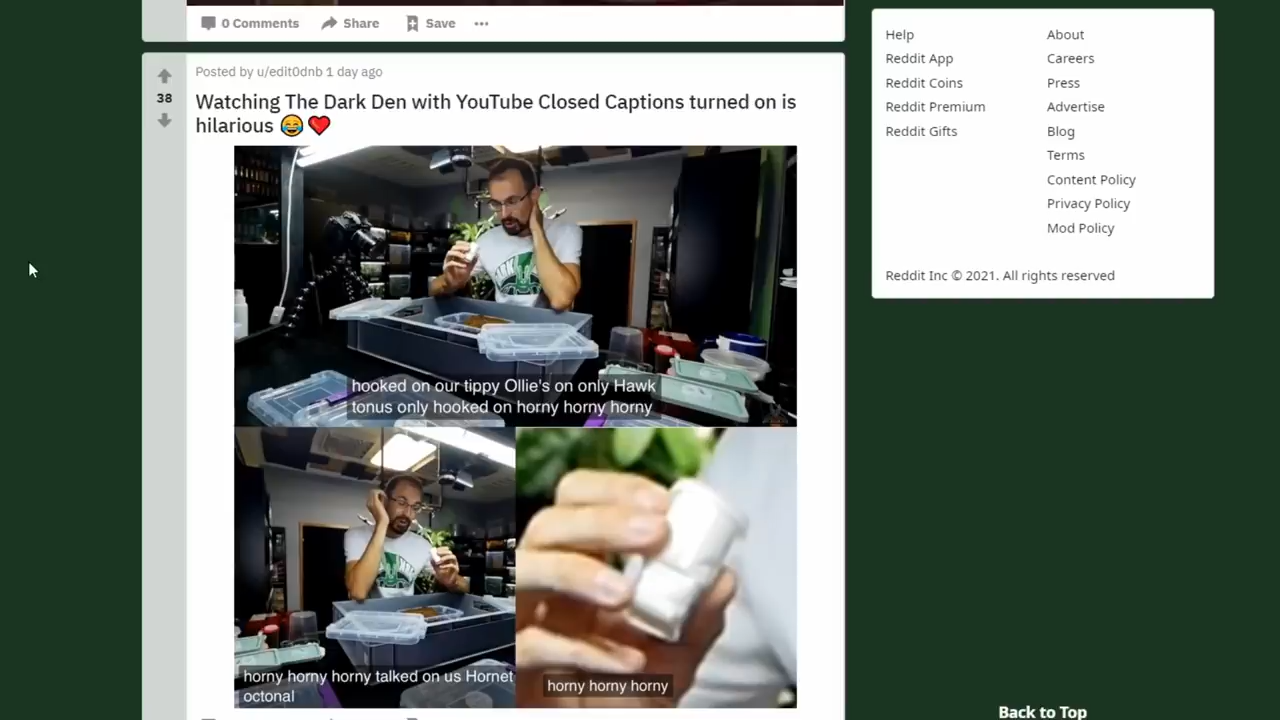 0 Comments Share Save
Posted by u/edit0dnb 1 day ago
38
Watching The Dark Den with YouTube Closed Captions turned on is
hilarious 😂❤️
hooked on our tippy Ollie's on only Hawk
tonus only hooked on horny horny horny
horny horny horny talked on us Hornet
octonal
horny horny horny
Help
Reddit App
Reddit Coins
Reddit Premium
Reddit Gifts
About
Careers
Press
Advertise
Blog
Terms
Content Policy
Privacy Policy
Mod Policy
Reddit Inc © 2021. All rights reserved
Back to Top